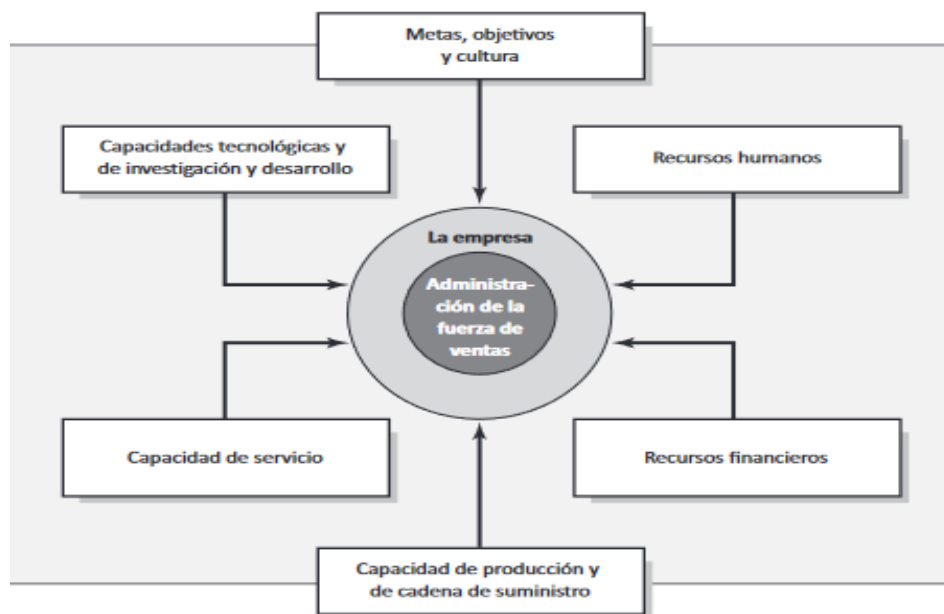 Metas, objetivos
y cultura
Capacidades tecnológicas y
de investigación y desarrollo
Recursos humanos
La empresa
Administra-
ción de la
fuerza de
ventas
Capacidad de servicio
Recursos financieros
Capacidad de producción y
de cadena de suministro